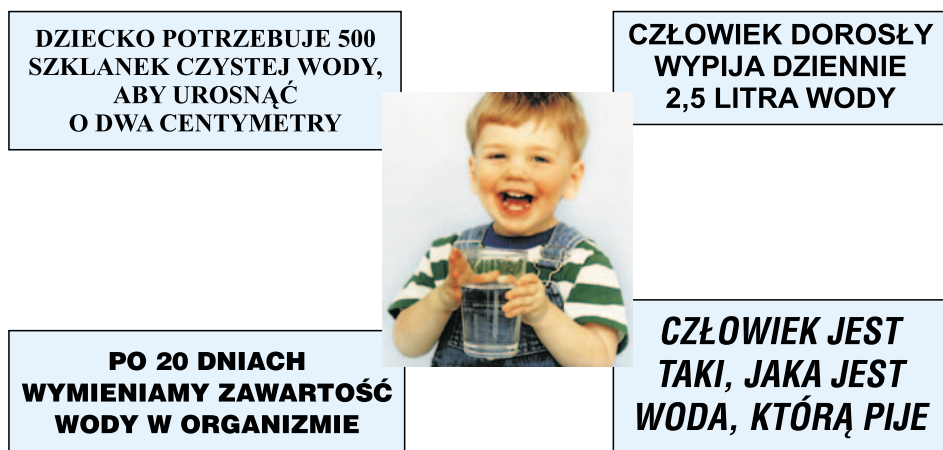 DZIECKO POTRZEBUJE 500
SZKLANEK CZYSTEJ WODY,
ABY UROSNĄĆ
O DWA CENTYMETRY
CZŁOWIEK DOROSŁY
WYPIJA DZIENNIE
2,5 LITRA WODY
PO 20 DNIACH
WYMIENIAMY ZAWARTOŚĆ
WODY W ORGANIZMIE
CZŁOWIEK JEST
TAKI, JAKA JEST
WODA, KTÓRĄ PIJE